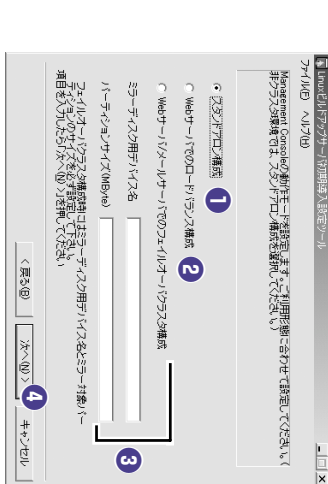 Linuxビルドアップサーバ初期導入設定ツール
ファイル(F) ヘルプ(H)
Management Consoleの動作モードを設定します。ご利用形態に合わせて設定してください。(
非クラスタ環境では、スタンドアロン構成を選択してください。)
スタンドアロン構成
1
Webサーバでのロードバランス構成
2
Webサーバ/メールサーバでのフェイルオーバクラスタ構成
ミラーディスク用デバイス名
パーティションサイズ(MByte)
3
フェイルオーバクラスタ構成時にはミラーディスク用デバイス名とミラー対象パー
ティションのサイズを必ず設定してください。
項目を入力したら「次へ(N)」を押してください。
< 戻る(B)
次へ(N) >
4
キャンセル